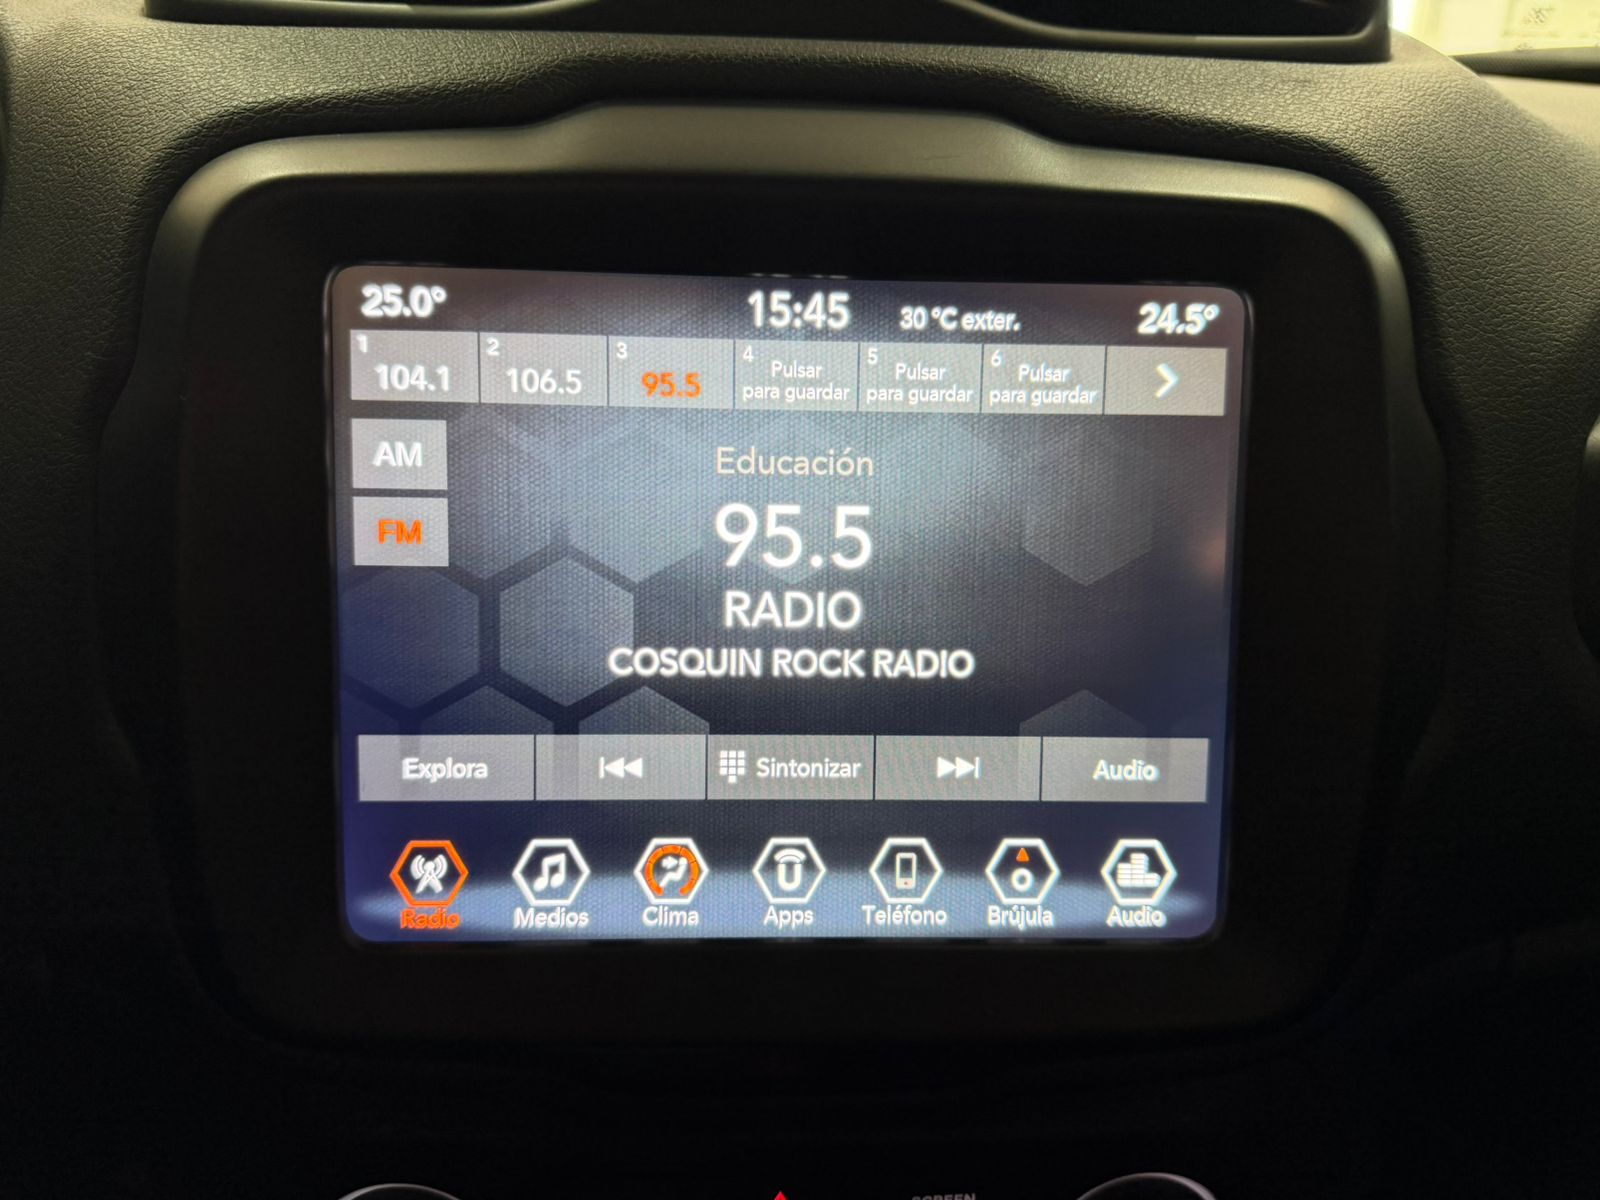 25.0°
15:45
30 °C exter.
24.5°
1
104.1
2
106.5
3
95.5
4
Pulsar
para guardar
5
Pulsar
para guardar
6
Pulsar
para guardar
AM
FM
Educación
95.5
RADIO
COSQUIN ROCK RADIO
Explora
Sintonizar
Audio
Radio
Medios
Clima
Apps
Teléfono
Brújula
Audio
SCREEN